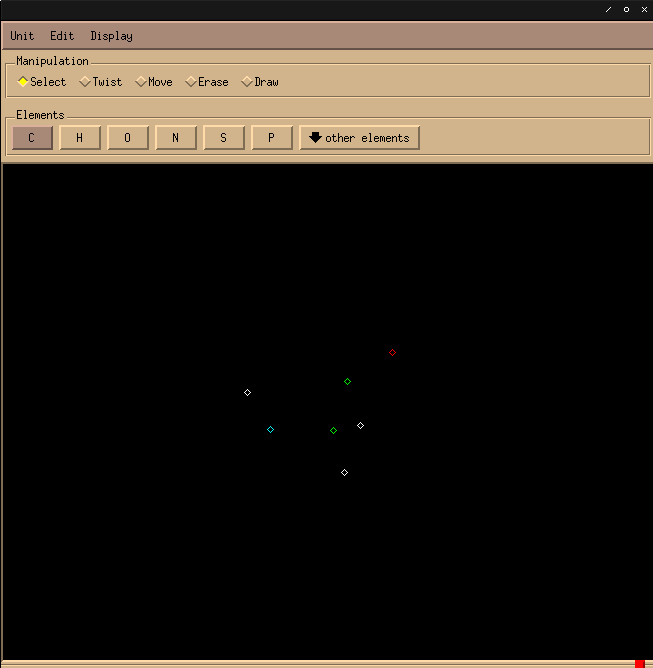 Unit Edit Display
Manipulation
Select Twist Move Erase Draw
Elements
C H O N S P other elements